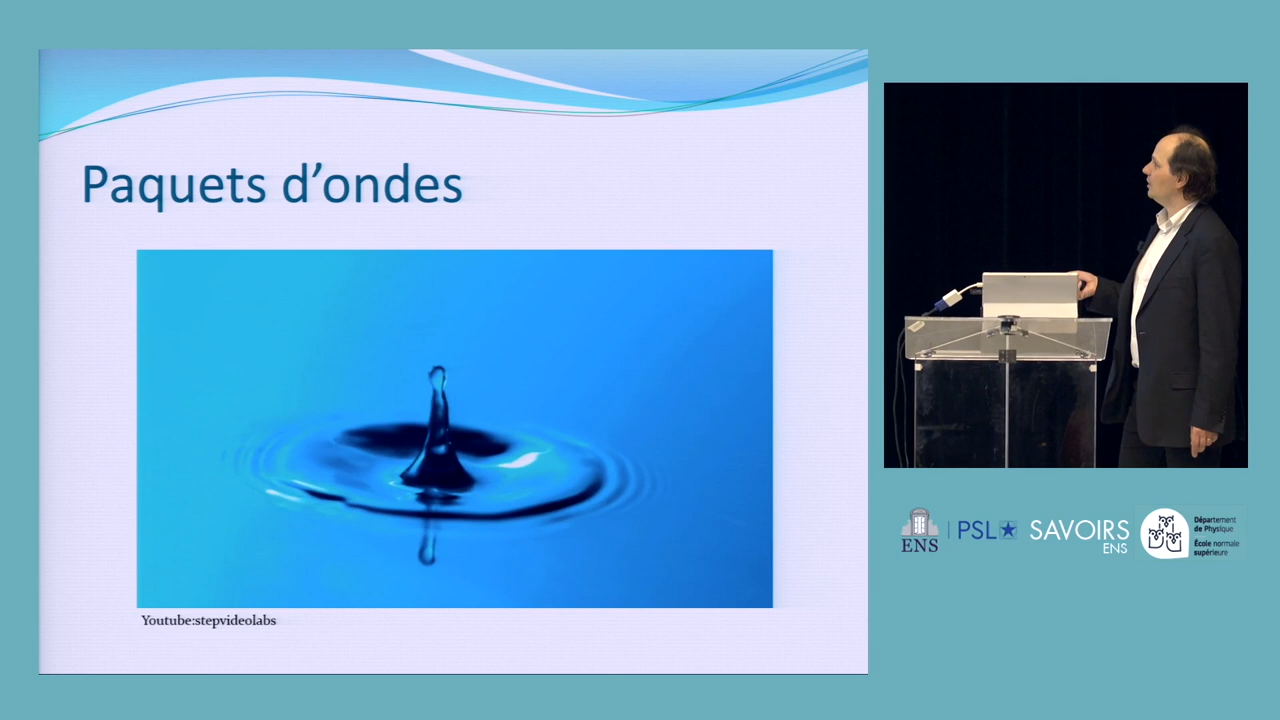 Paquets d’ondes
Youtube:stepvideolabs
ENS
PSL
SAVOIRS
ENS
Département
de Physique
École normale
supérieure